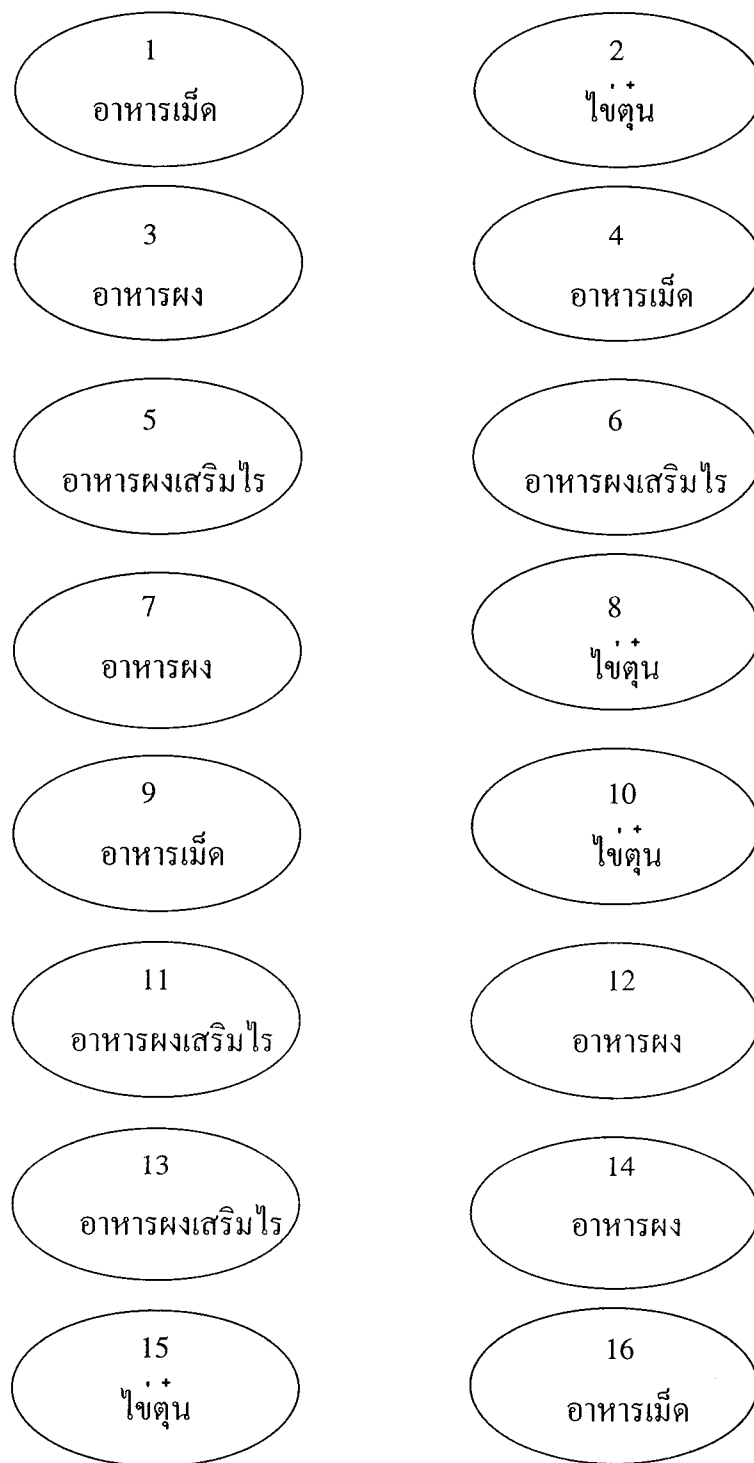 1
อาหารเม็ด
2
ไข่ตุ๋น
3
อาหารผง
4
อาหารเม็ด
5
อาหารผงเสริมไร
6
อาหารผงเสริมไร
7
อาหารผง
8
ไข่ตุ๋น
9
อาหารเม็ด
10
ไข่ตุ๋น
11
อาหารผงเสริมไร
12
อาหารผง
13
อาหารผงเสริมไร
14
อาหารผง
15
ไข่ตุ๋น
16
อาหารเม็ด